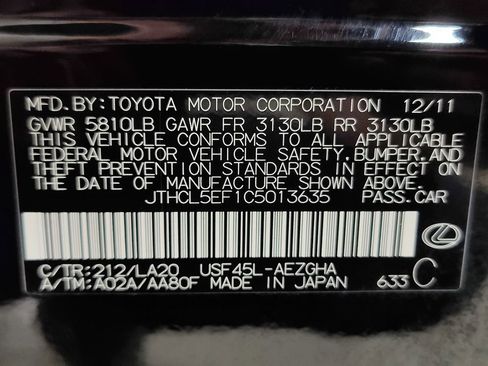 MFD.BY:TOYOTA MOTOR CORPORATION 12/11
GVWR 5810LB GAWR FR 3130LB RR 3130LB
THIS VEHICLE CONFORMS TO ALL APPLICABLE
FEDERAL MOTOR VEHICLE SAFETY,BUMPER,AND
THEFT PREVENTION STANDARDS IN EFFECT ON
THE DATE OF MANUFACTURE SHOWN ABOVE.
JTHCL5EF1C5013635 PASS.CAR
C/TR:212/LA20 USF45L-AEZGHA
A/TM:A02A/AA80F MADE IN JAPAN 633 C